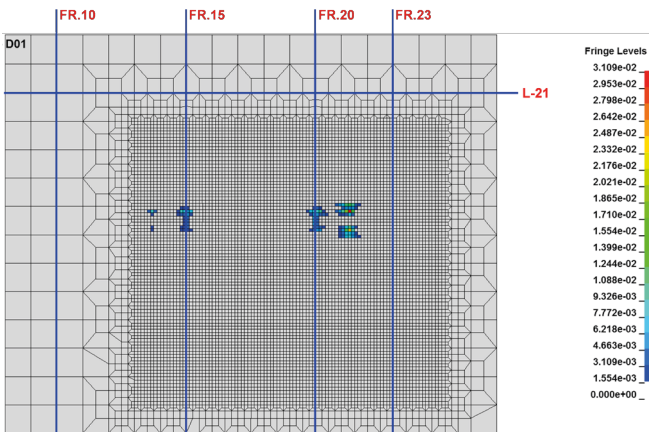 FR.10 FR.15 FR.20 FR.23
D01
L-21
Fringe Levels
3.109e-02
2.953e-02
2.798e-02
2.642e-02
2.487e-02
2.332e-02
2.176e-02
2.021e-02
1.865e-02
1.710e-02
1.554e-02
1.399e-02
1.244e-02
1.088e-02
9.326e-03
7.772e-03
6.218e-03
4.663e-03
3.109e-03
1.554e-03
0.000e+00